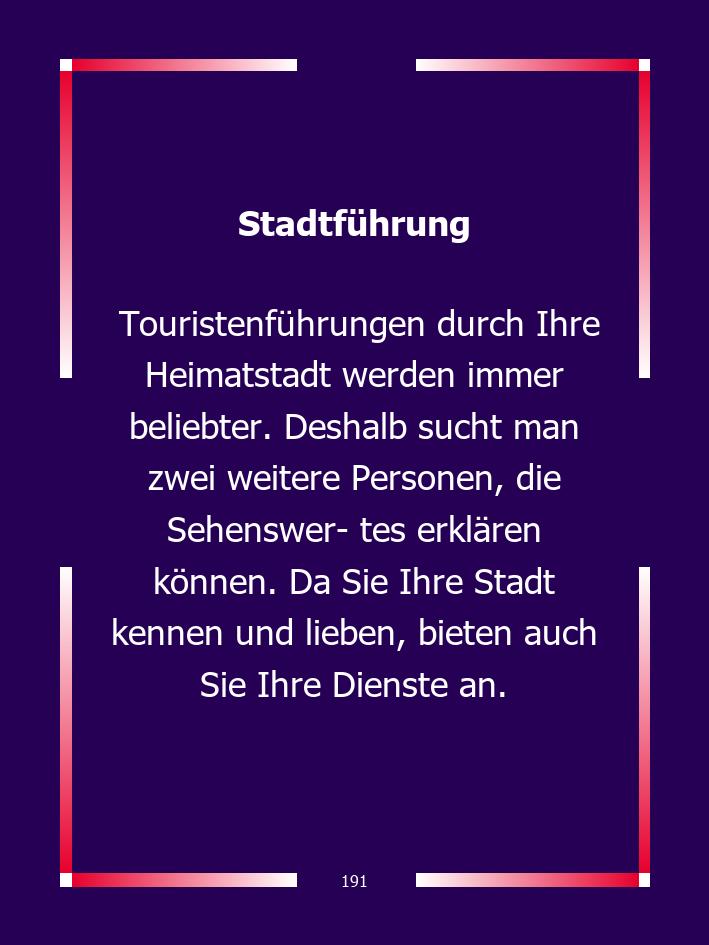 Stadtführung
Touristenführungen durch Ihre
Heimatstadt werden immer
beliebter. Deshalb sucht man
zwei weitere Personen, die
Sehenswer- tes erklären
können. Da Sie Ihre Stadt
kennen und lieben, bieten auch
Sie Ihre Dienste an.
191